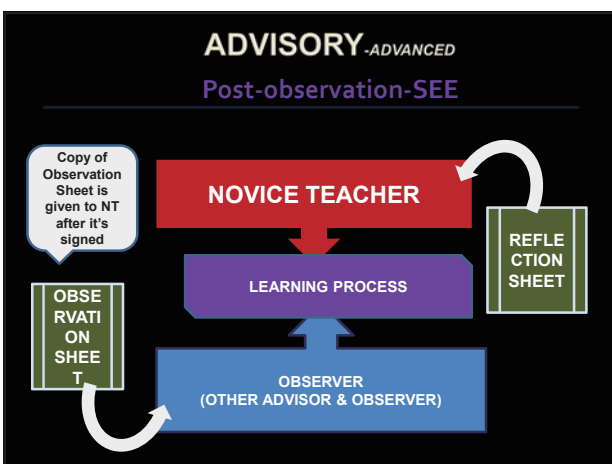 ADVISORY-ADVANCED
Post-observation-SEE
Copy of
Observation
Sheet is
given to NT
after it's
signed
NOVICE TEACHER
REFLE
CTION
SHEET
LEARNING PROCESS
OBSE
RVATI
ON
SHEE
T
OBSERVER
(OTHER ADVISOR & OBSERVER)